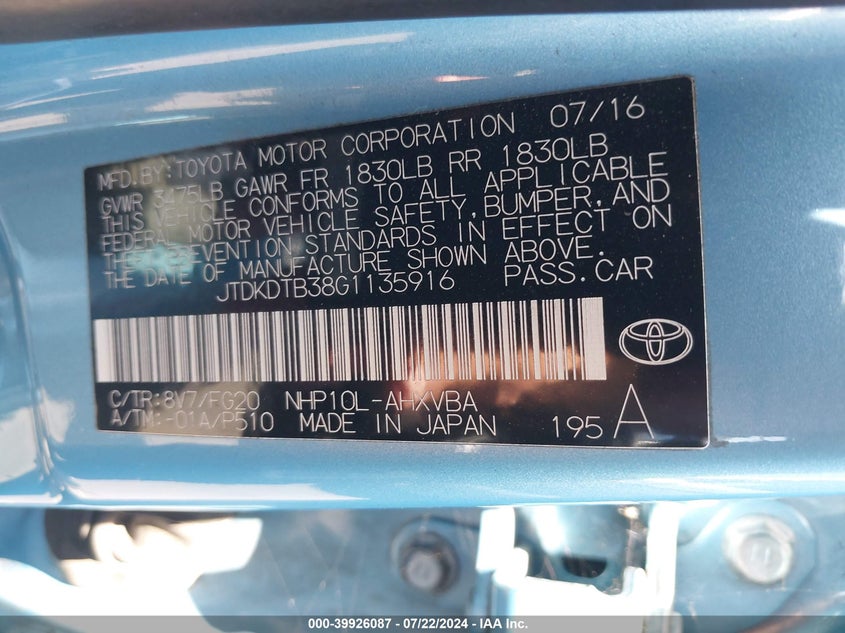 MFD.BY:TOYOTA MOTOR CORPORATION 07/16
GVWR 3475LB GAWR FR 1830LB RR 1830LB
THIS VEHICLE CONFORMS TO ALL APPLICABLE
FEDERAL MOTOR VEHICLE SAFETY,BUMPER,AND
THEFT PREVENTION STANDARDS IN EFFECT ON
THE DATE OF MANUFACTURE SHOWN ABOVE.
JTDKDTB38G1135916 PASS.CAR
C/TR:8V7/FG20 NHP10L-AHXVBA
A/TM:-01A/P510 MADE IN JAPAN 195 A
000-39926087 - 07/22/2024 - IAA Inc.